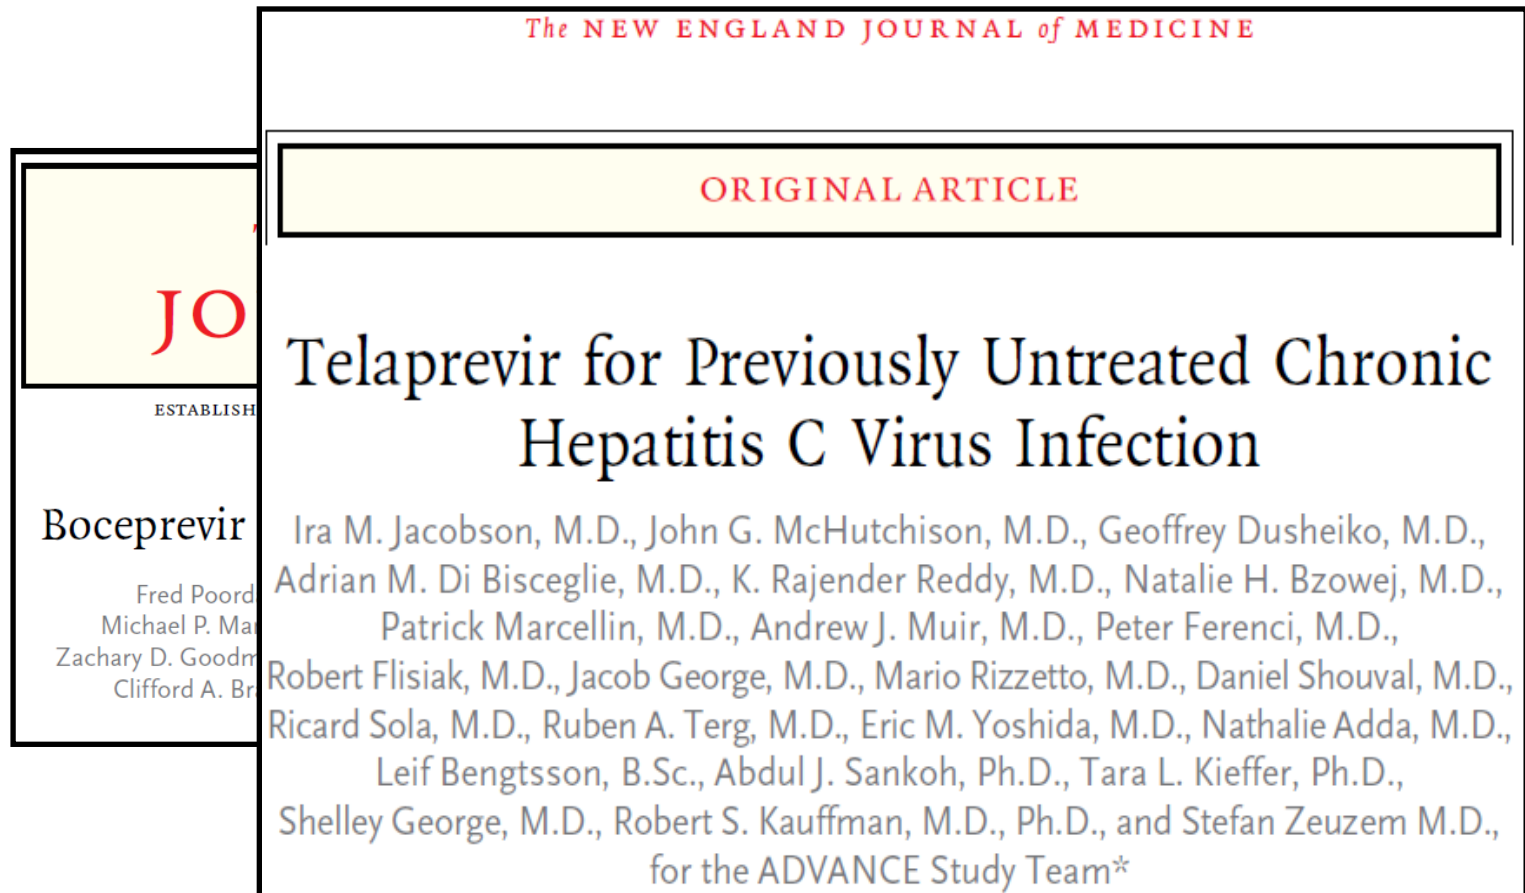 The NEW ENGLAND JOURNAL of MEDICINE
ORIGINAL ARTICLE
Telaprevir for Previously Untreated Chronic
Hepatitis C Virus Infection
Ira M. Jacobson, M.D., John G. McHutchison, M.D., Geoffrey Dusheiko, M.D.,
Adrian M. Di Bisceglie, M.D., K. Rajender Reddy, M.D., Natalie H. Bzowej, M.D.,
Patrick Marcellin, M.D., Andrew J. Muir, M.D., Peter Ferenci, M.D.,
Robert Flisiak, M.D., Jacob George, M.D., Mario Rizzetto, M.D., Daniel Shouval, M.D.,
Ricard Sola, M.D., Ruben A. Terg, M.D., Eric M. Yoshida, M.D., Nathalie Adda, M.D.,
Leif Bengtsson, B.Sc., Abdul J. Sankoh, Ph.D., Tara L. Kieffer, Ph.D.,
Shelley George, M.D., Robert S. Kauffman, M.D., Ph.D., and Stefan Zeuzem M.D.,
for the ADVANCE Study Team*
JO
ESTABLISH
Boceprevir
Fred Poord
Michael P. Ma
Zachary D. Goodm
Clifford A. Br